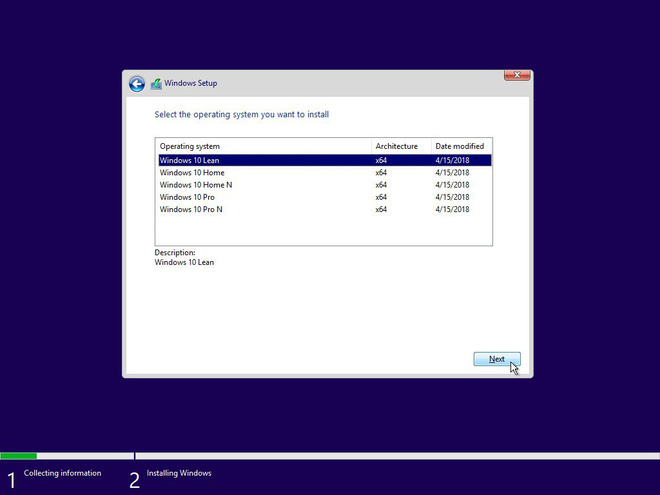 Windows Setup
Select the operating system you want to install
Operating system Architecture Date modified
Windows 10 Lean x64 4/15/2018
Windows 10 Home x64 4/15/2018
Windows 10 Home N x64 4/15/2018
Windows 10 Pro x64 4/15/2018
Windows 10 Pro N x64 4/15/2018
Description:
Windows 10 Lean
Next
1 Collecting information 2 Installing Windows